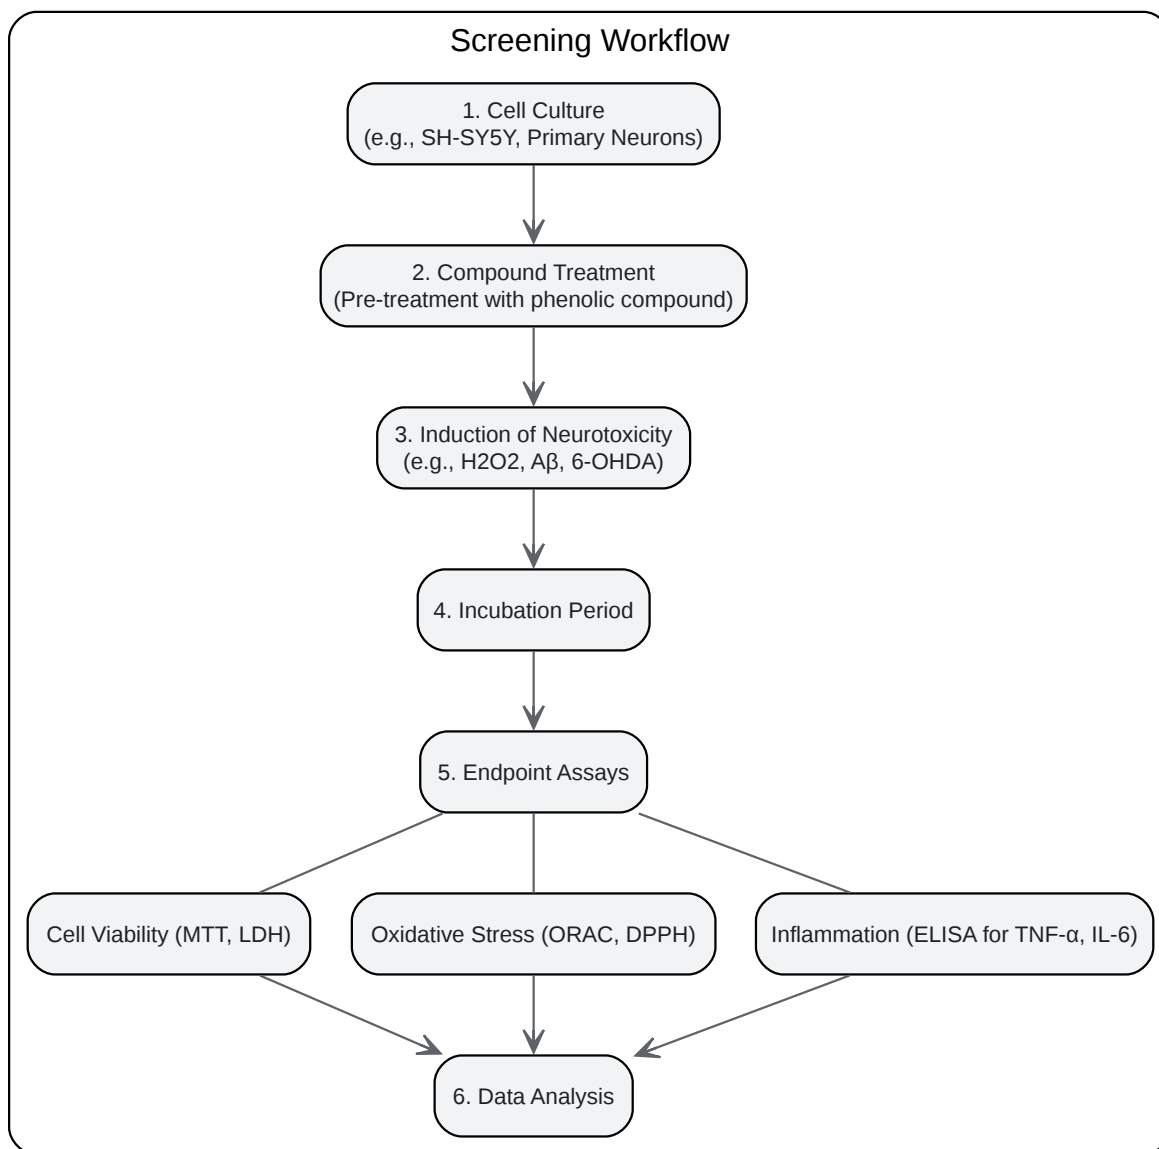 Screening Workflow
1. Cell Culture
(e.g., SH-SY5Y, Primary Neurons)
2. Compound Treatment
(Pre-treatment with phenolic compound)
3. Induction of Neurotoxicity
(e.g., H2O2, Aβ, 6-OHDA)
4. Incubation Period
5. Endpoint Assays
Cell Viability (MTT, LDH)
Oxidative Stress (ORAC, DPPH)
Inflammation (ELISA for TNF-α, IL-6)
6. Data Analysis